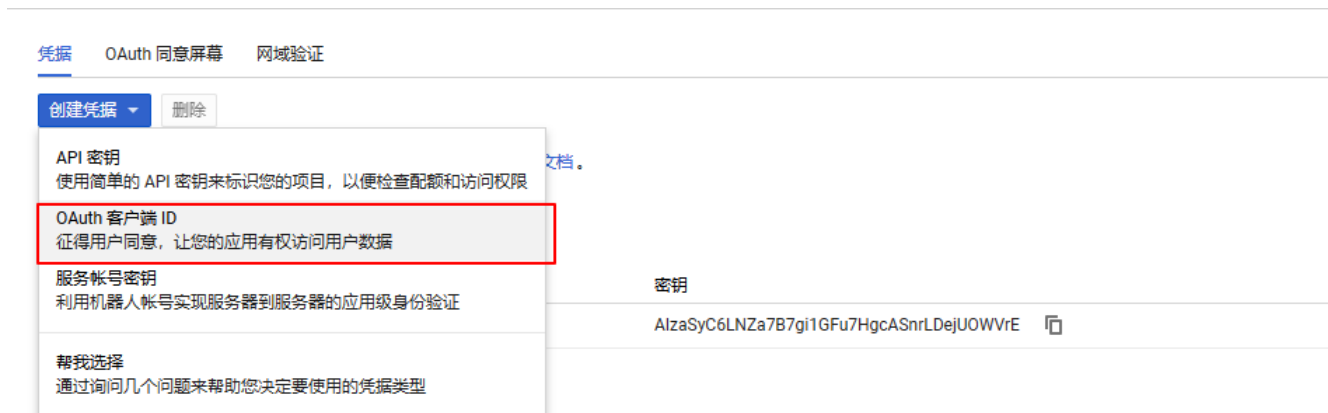 凭据 OAuth 同意屏幕 网域验证
创建凭据 删除
API 密钥
使用简单的 API 密钥来标识您的项目，以便检查配额和访问权限
文档。
OAuth 客户端 ID
征得用户同意，让您的应用有权访问用户数据
服务帐号密钥
利用机器人帐号实现服务器到服务器的应用级身份验证
密钥
AIzaSyC6LNZa7B7gi1GFu7HgcASnrLDejUOWVrE
帮我选择
通过询问几个问题来帮助您决定要使用的凭据类型